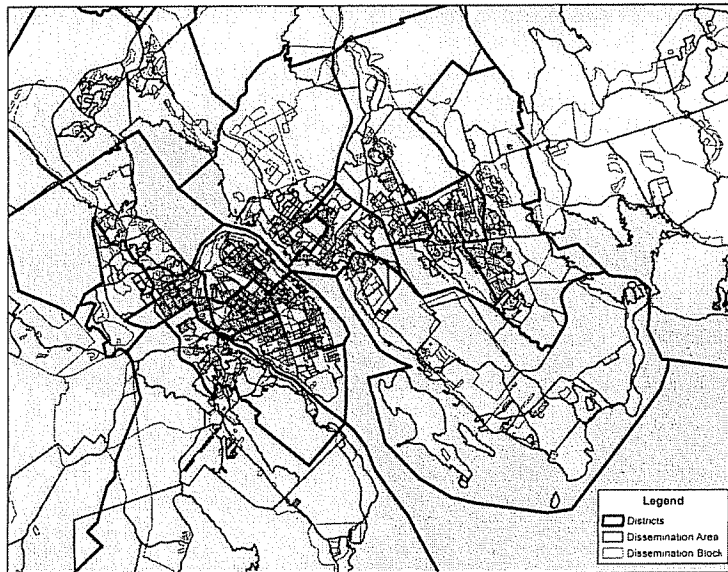 Legend
Districts
Dissemination Area
Dissemination Block